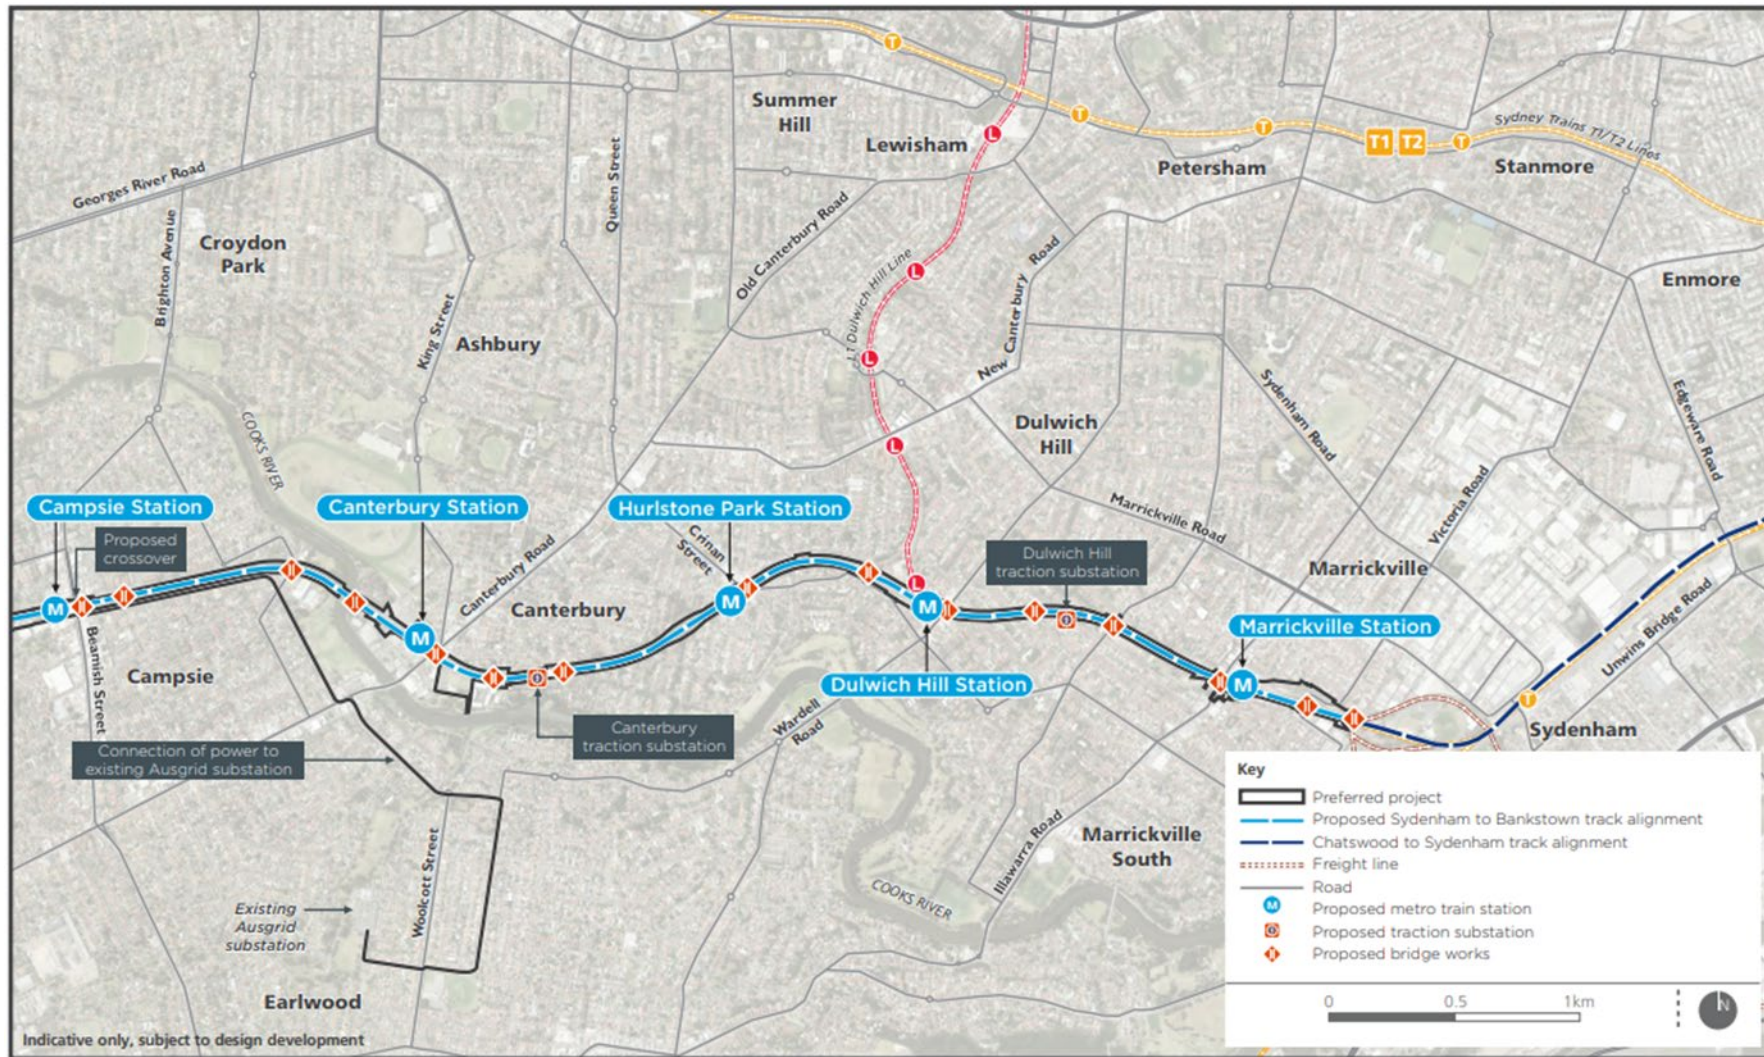 T
Summer
Hill
Lewisham
L
T
T
T1
T2
T
Sydney Trains T1/T2 Lines
Petersham
Stanmore
Georges River Road
Queen Street
Brighton Avenue
Croydon
Park
Old Canterbury Road
L
L1 Dulwich Hill Line
New Canterbury Road
Enmore
King Street
Ashbury
L
Sydenham Road
Edgeware Road
COOKS RIVER
Dulwich
Hill
L
Marrickville Road
Victoria Road
Campsie Station
Canterbury Station
Hurlstone Park Station
Proposed
crossover
Crinan
Street
Canterbury Road
Dulwich Hill
traction substation
Marrickville
L
M
M
M
M
Canterbury
Unwins Bridge Road
Marrickville Station
Beamish Street
Campsie
Dulwich Hill Station
M
T
Sydenham
Wardell
Road
Canterbury
traction substation
Connection of power to
existing Ausgrid substation
Woolcott Street
Illawarra Road
Marrickville
South
COOKS RIVER
Existing
Ausgrid
substation
Earlwood
Key
Preferred project
Proposed Sydenham to Bankstown track alignment
Chatswood to Sydenham track alignment
Freight line
Road
M
Proposed metro train station
Proposed traction substation
Proposed bridge works
0 0.5 1km
N
Indicative only, subject to design development